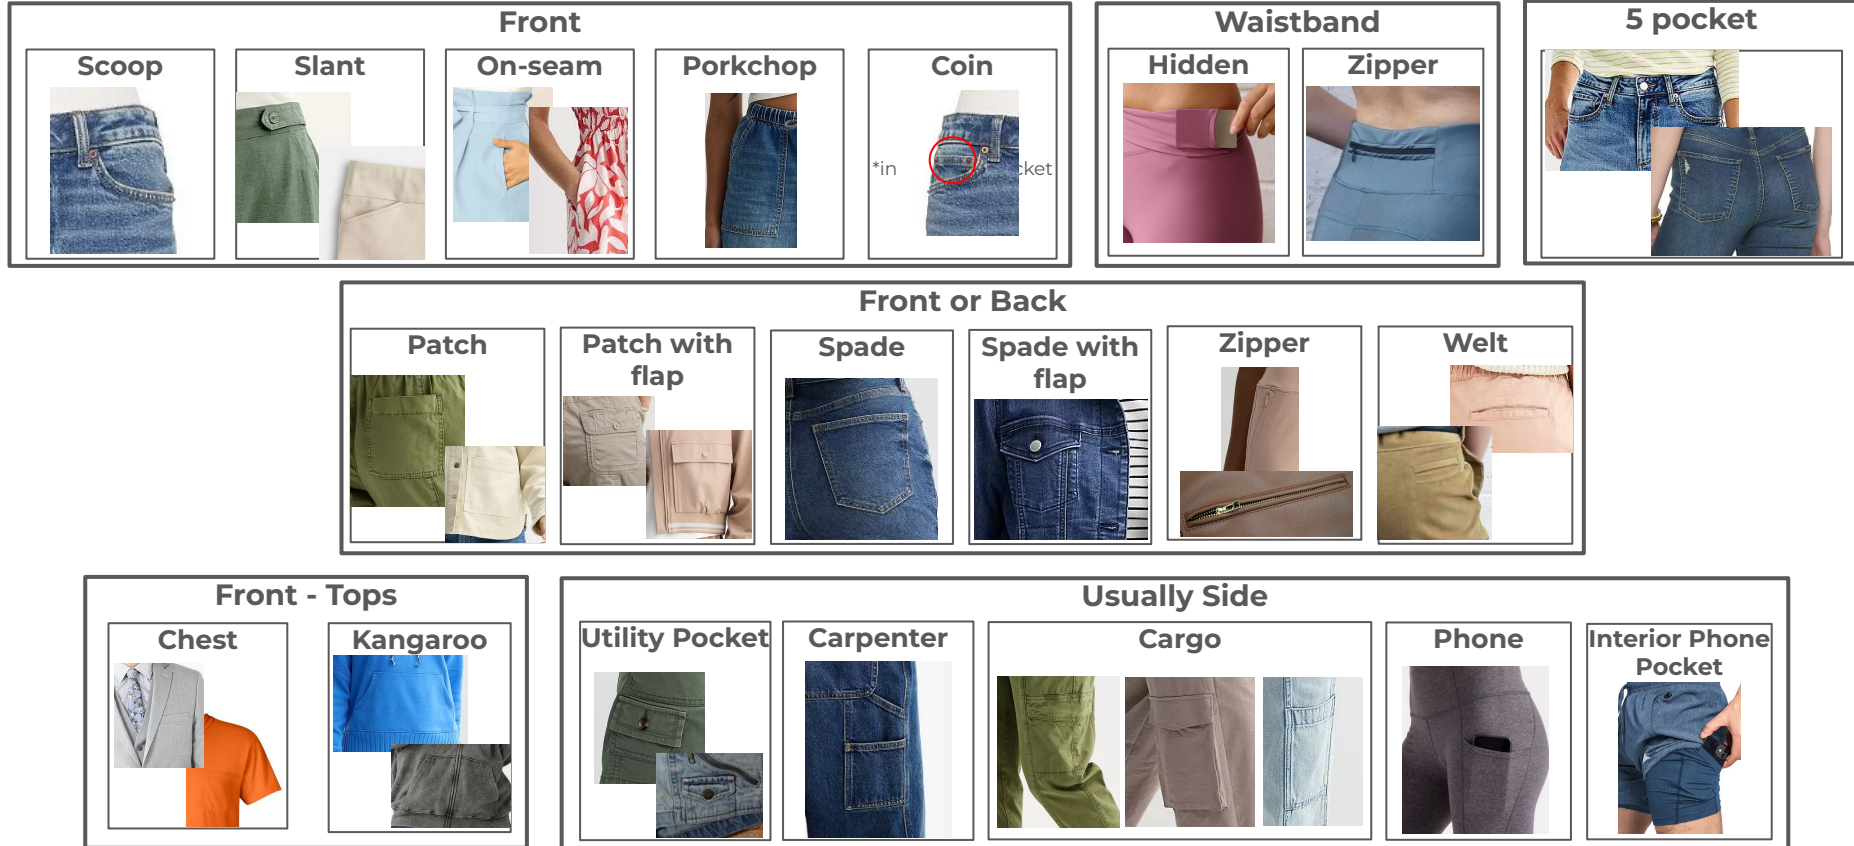 Front
Scoop
Slant
On-seam
Porkchop
Coin
*in
cket
Waistband
Hidden
Zipper
5 pocket
Front or Back
Patch
Patch with
flap
Spade
Spade with
flap
Zipper
Welt
Front - Tops
Chest
Kangaroo
Usually Side
Utility Pocket
Carpenter
Cargo
Phone
Interior Phone
Pocket